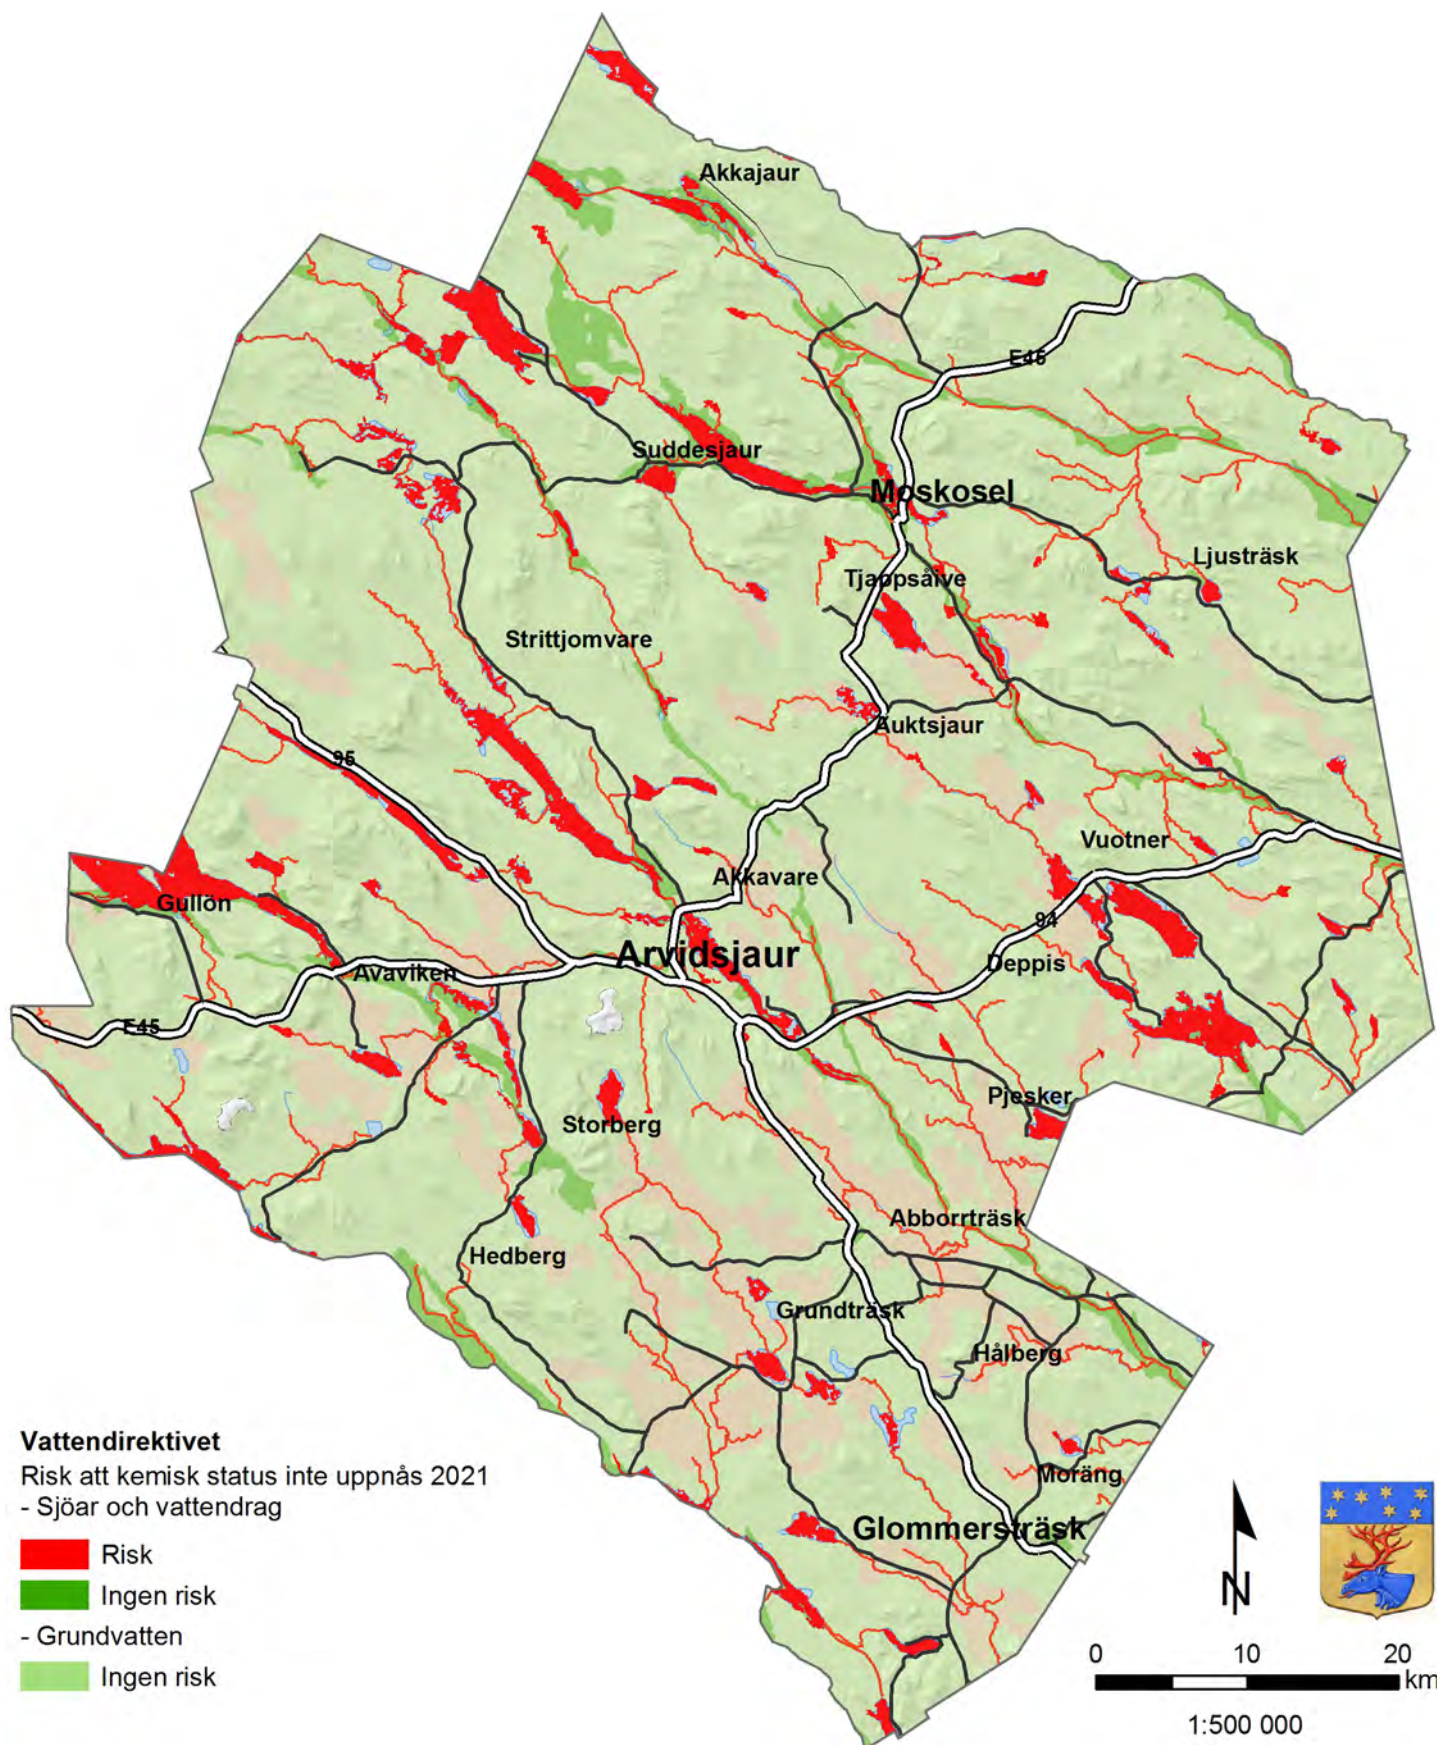 Akkajaur
E45
Suddesjaur
Moskosel
Ljusträsk
Tjappsåive
Strittjomvare
Auktsjaur
95
Vuotner
Akkavare
Gullön
94
Arvidsjaur
Deppis
Avaviken
E45
Pjesker
Storberg
Abborrträsk
Hedberg
Grundträsk
Hålberg
Moräng
Glommersträsk
Vattendirektivet
Risk att kemisk status inte uppnås 2021
- Sjöar och vattendrag
Risk
Ingen risk
- Grundvatten
Ingen risk
N
0 10 20
km
1:500 000